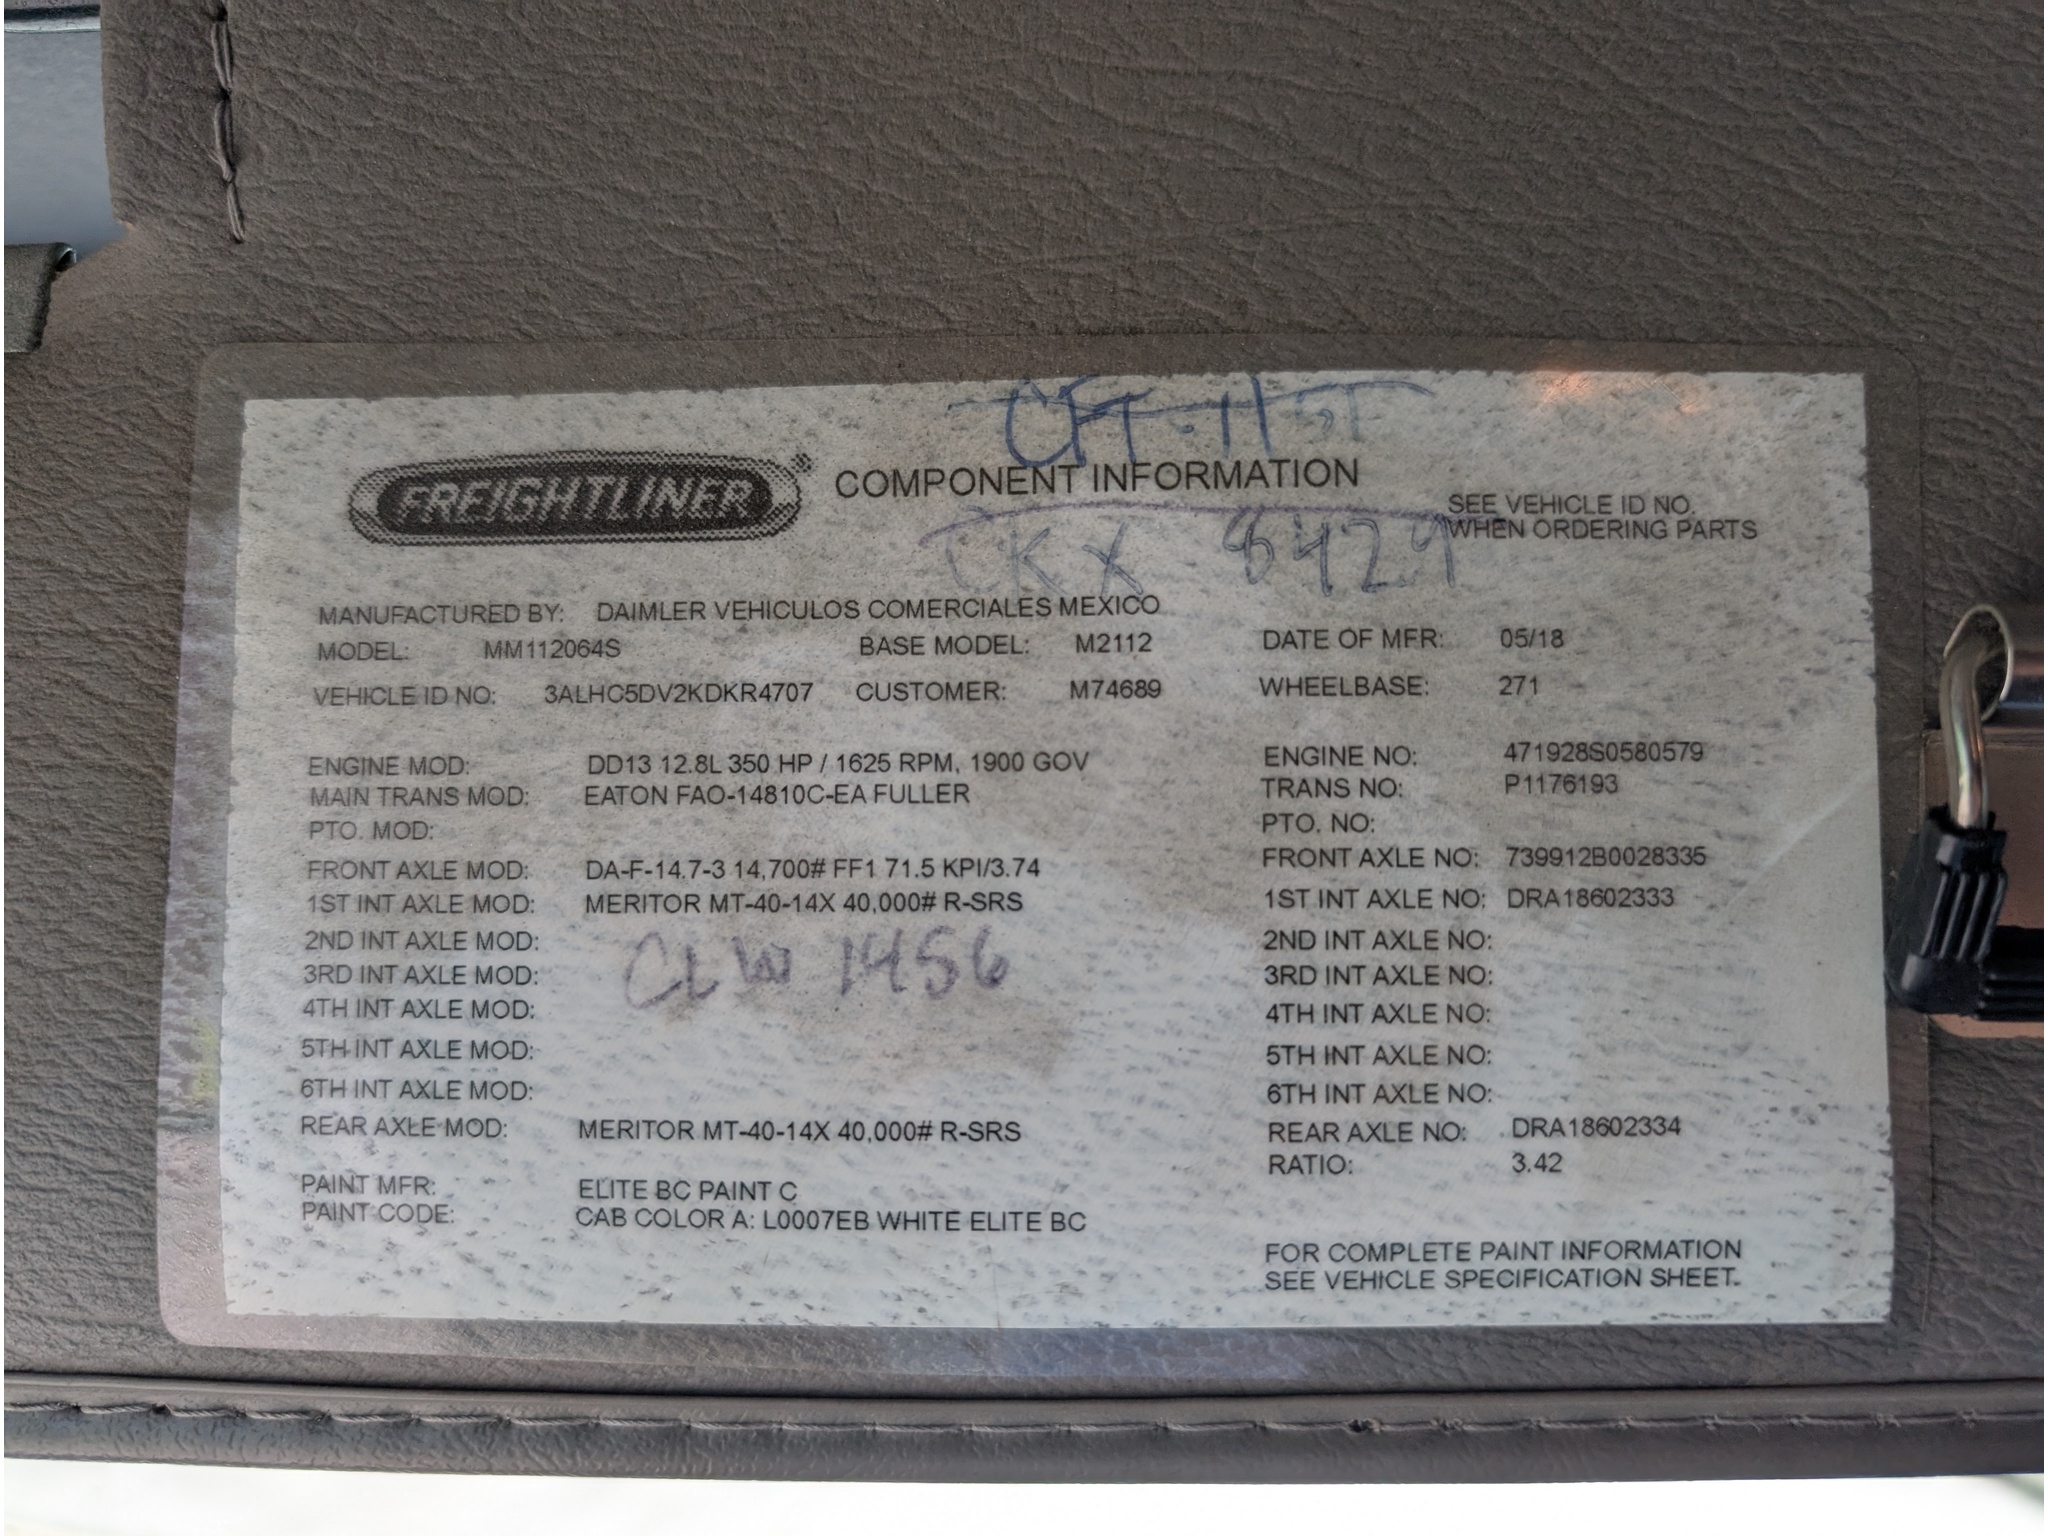 FREIGHTLINER COMPONENT INFORMATION
SEE VEHICLE ID NO.
WHEN ORDERING PARTS
8429
MANUFACTURED BY: DAIMLER VEHICULOS COMERCIALES MEXICO
MODEL: MM112064S BASE MODEL: M2112 DATE OF MFR: 05/18
VEHICLE ID NO: 3ALHC5DV2KDKR4707 CUSTOMER: M74689 WHEELBASE: 271
ENGINE MOD: DD13 12.8L 350 HP / 1625 RPM, 1900 GOV ENGINE NO: 471928S0580579
MAIN TRANS MOD: EATON FAO-14810C-EA FULLER TRANS NO: P1176193
PTO. MOD: PTO. NO:
FRONT AXLE MOD: DA-F-14.7-3 14,700# FF1 71.5 KPI/3.74 FRONT AXLE NO: 739912B0028335
1ST INT AXLE MOD: MERITOR MT-40-14X 40,000# R-SRS 1ST INT AXLE NO: DRA18602333
2ND INT AXLE MOD: 2ND INT AXLE NO:
CLW 1456
3RD INT AXLE MOD: 3RD INT AXLE NO:
4TH INT AXLE MOD: 4TH INT AXLE NO:
5TH INT AXLE MOD: 5TH INT AXLE NO:
6TH INT AXLE MOD: 6TH INT AXLE NO:
REAR AXLE MOD: MERITOR MT-40-14X 40,000# R-SRS REAR AXLE NO: DRA18602334
RATIO: 3.42
PAINT MFR: ELITE BC PAINT C
PAINT CODE: CAB COLOR A: L0007EB WHITE ELITE BC
FOR COMPLETE PAINT INFORMATION
SEE VEHICLE SPECIFICATION SHEET.